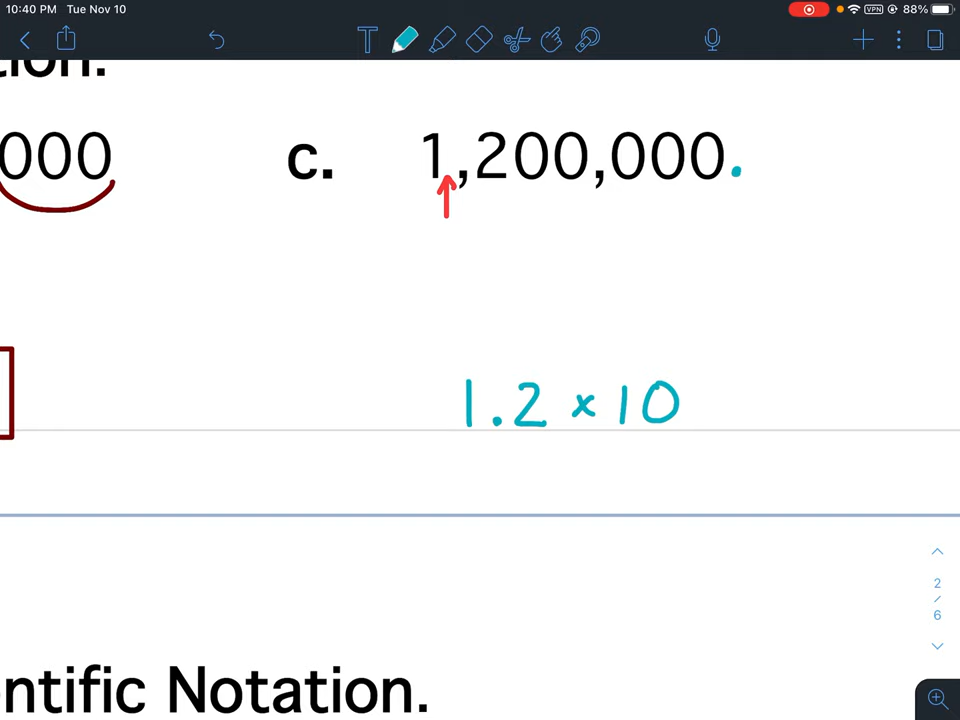 10:40 PM Tue Nov 10
VPN 88%
T
tion.
000 c. 1,200,000.
1.2 × 10
2
/
6
ntific Notation.